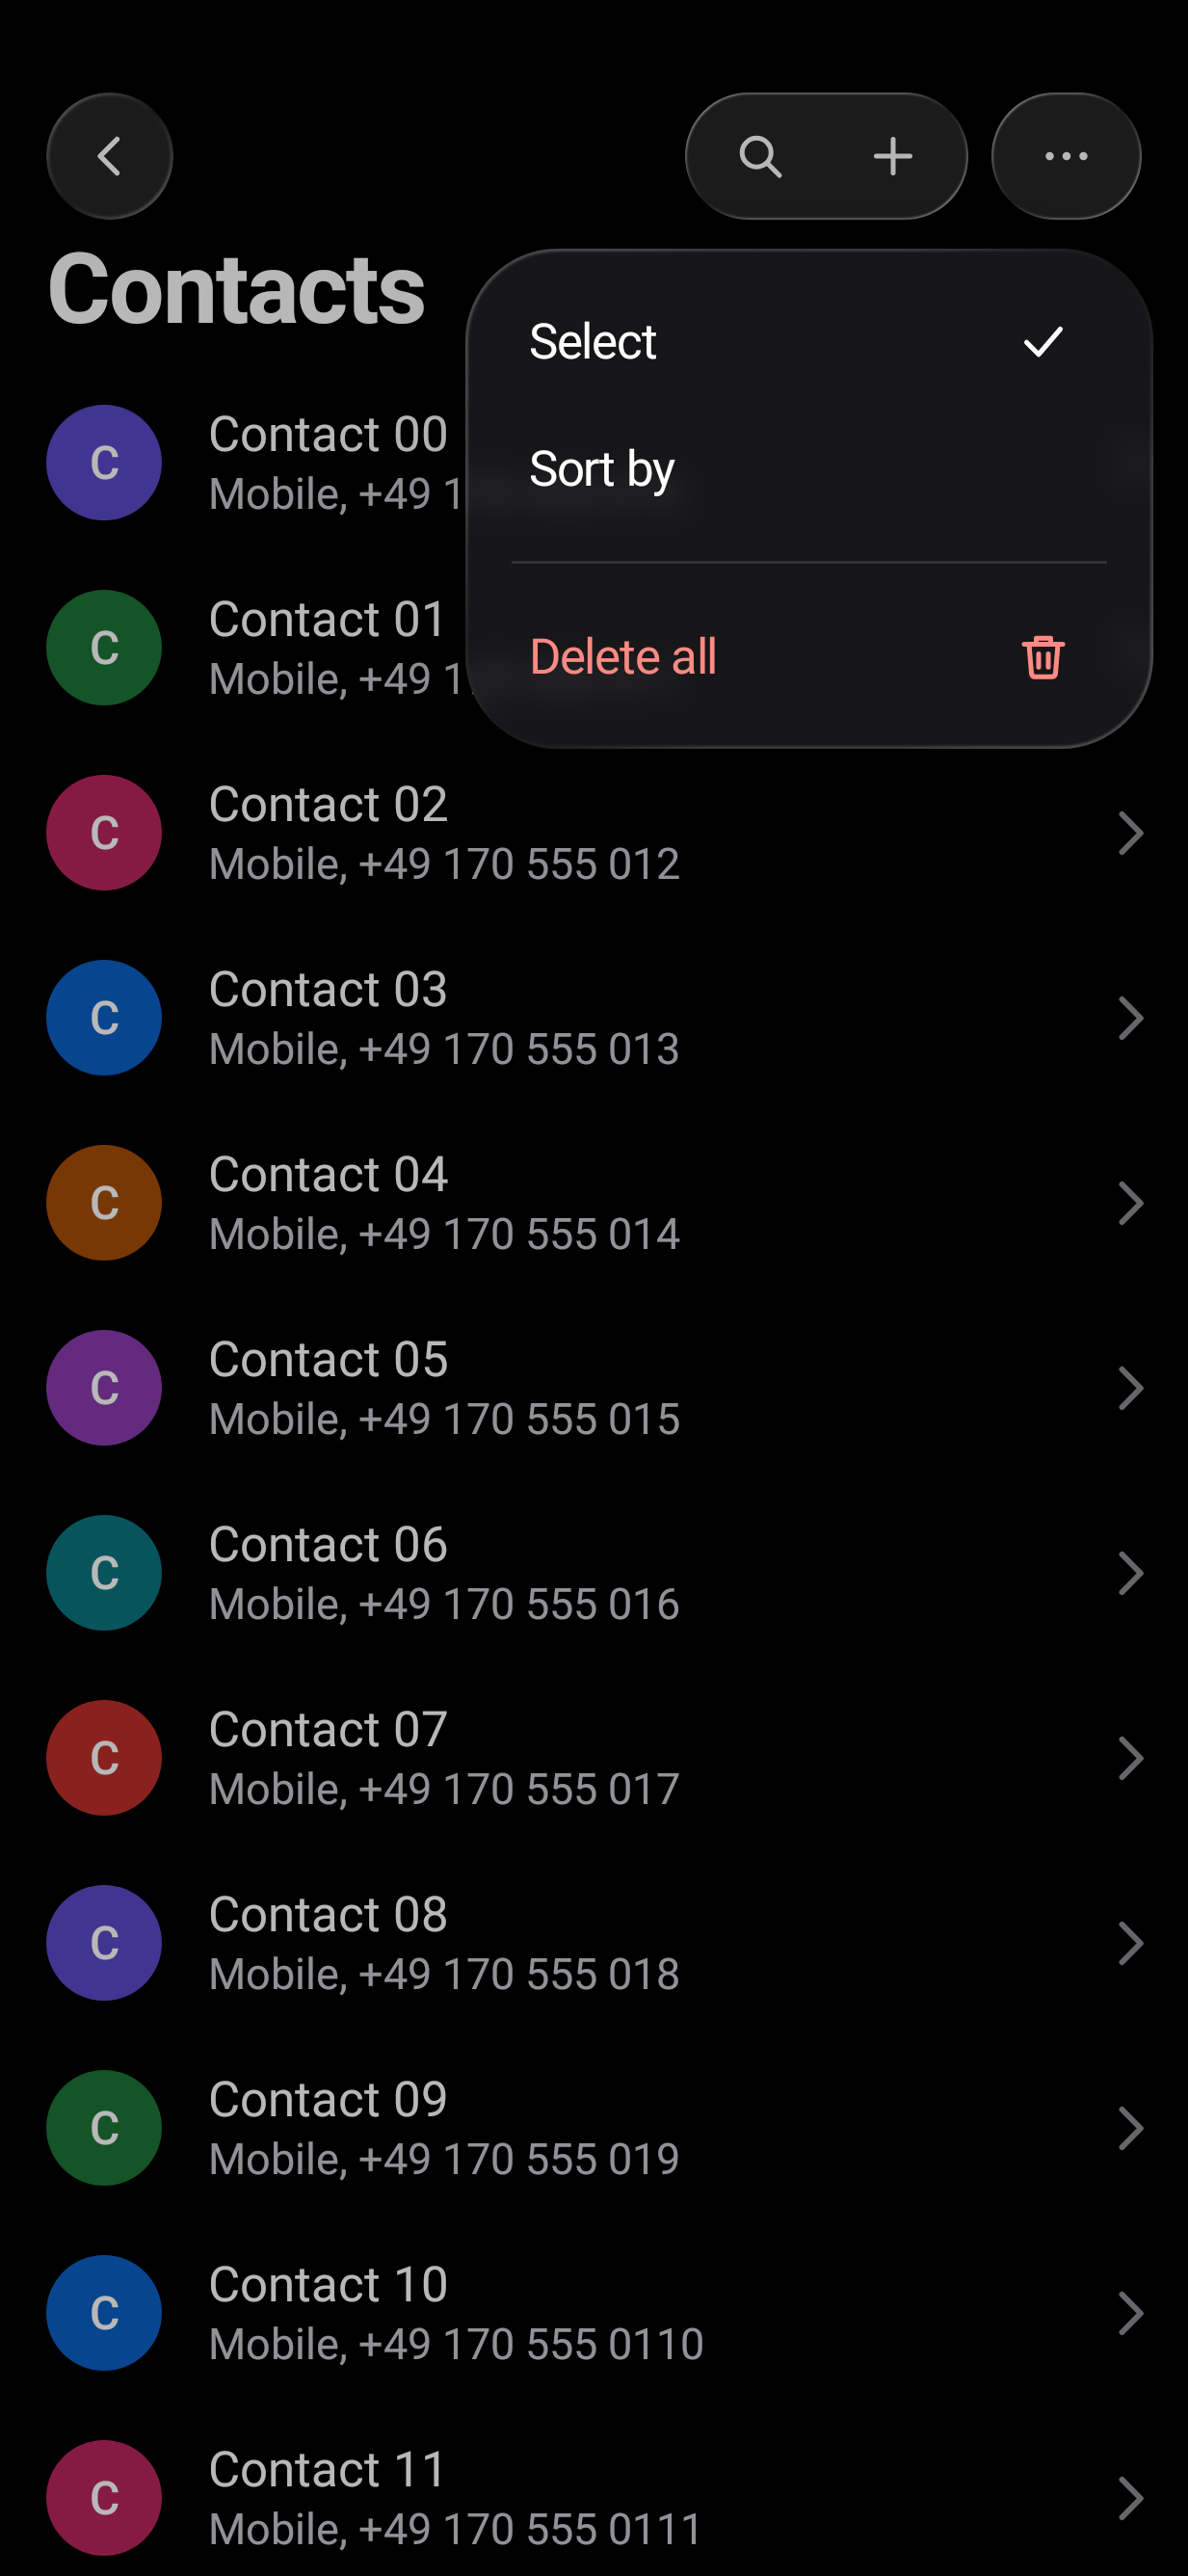 Contacts
Select
Sort by
Delete all
C
Contact 00
Mobile, +49 1
C
Contact 01
Mobile, +49 1
C
Contact 02
Mobile, +49 170 555 012
C
Contact 03
Mobile, +49 170 555 013
C
Contact 04
Mobile, +49 170 555 014
C
Contact 05
Mobile, +49 170 555 015
C
Contact 06
Mobile, +49 170 555 016
C
Contact 07
Mobile, +49 170 555 017
C
Contact 08
Mobile, +49 170 555 018
C
Contact 09
Mobile, +49 170 555 019
C
Contact 10
Mobile, +49 170 555 0110
C
Contact 11
Mobile, +49 170 555 0111